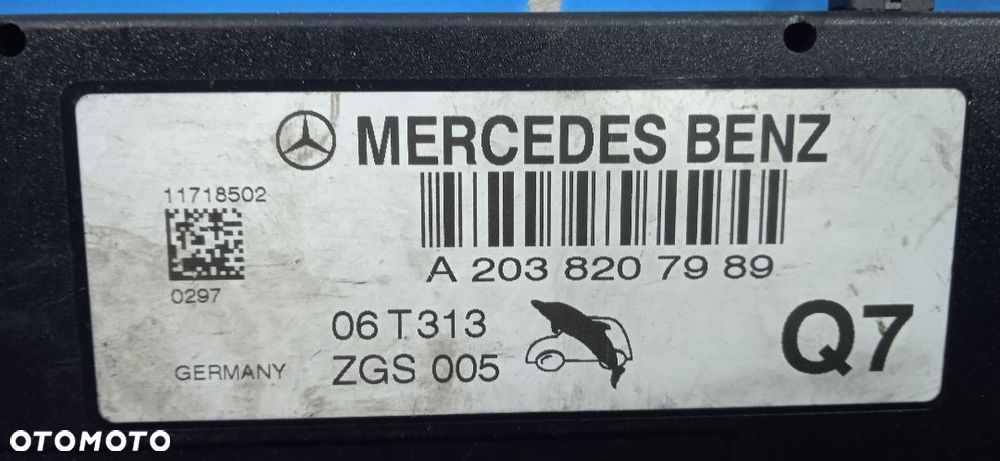 MERCEDES BENZ
11718502
A 203 820 79 89
0297
06 T313
ZGS 005
GERMANY
Q7
OTOMOTO